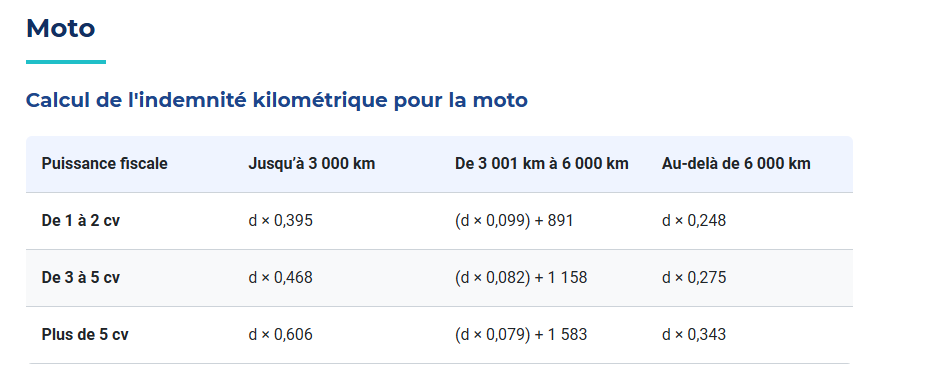 Moto
Calcul de l'indemnité kilométrique pour la moto
Puissance fiscale Jusqu'à 3 000 km De 3 001 km à 6 000 km Au-delà de 6 000 km
De 1 à 2 cv d × 0,395 (d × 0,099) + 891 d × 0,248
De 3 à 5 cv d × 0,468 (d × 0,082) + 1 158 d × 0,275
Plus de 5 cv d × 0,606 (d × 0,079) + 1 583 d × 0,343